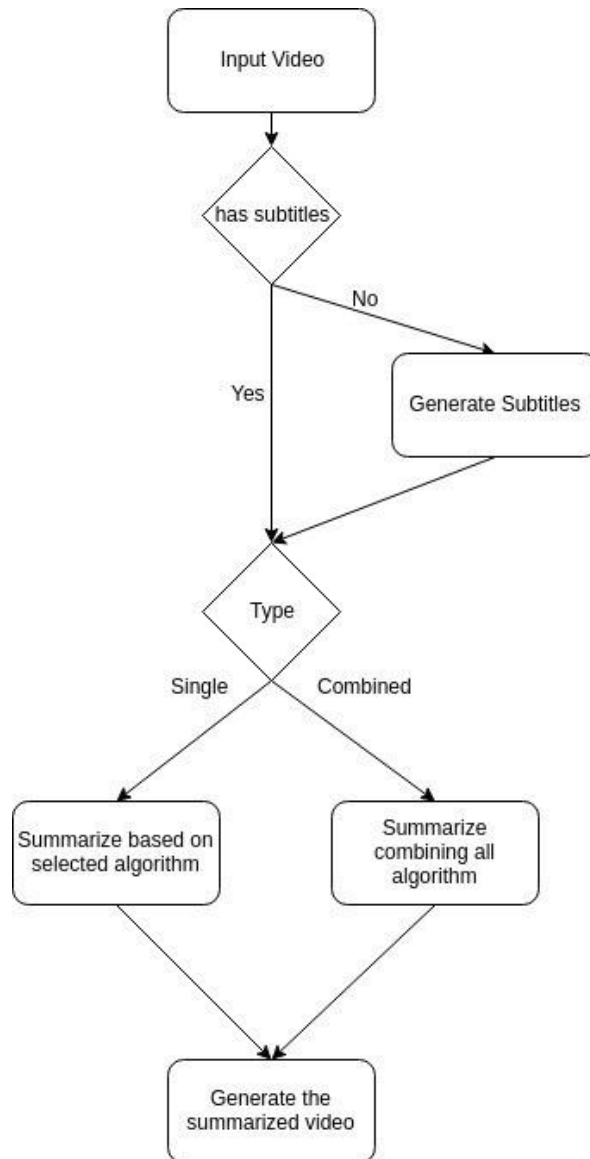 Input Video
has subtitles
No
Yes
Generate Subtitles
Type
Single
Combined
Summarize based on
selected algorithm
Summarize
combining all
algorithm
Generate the
summarized video